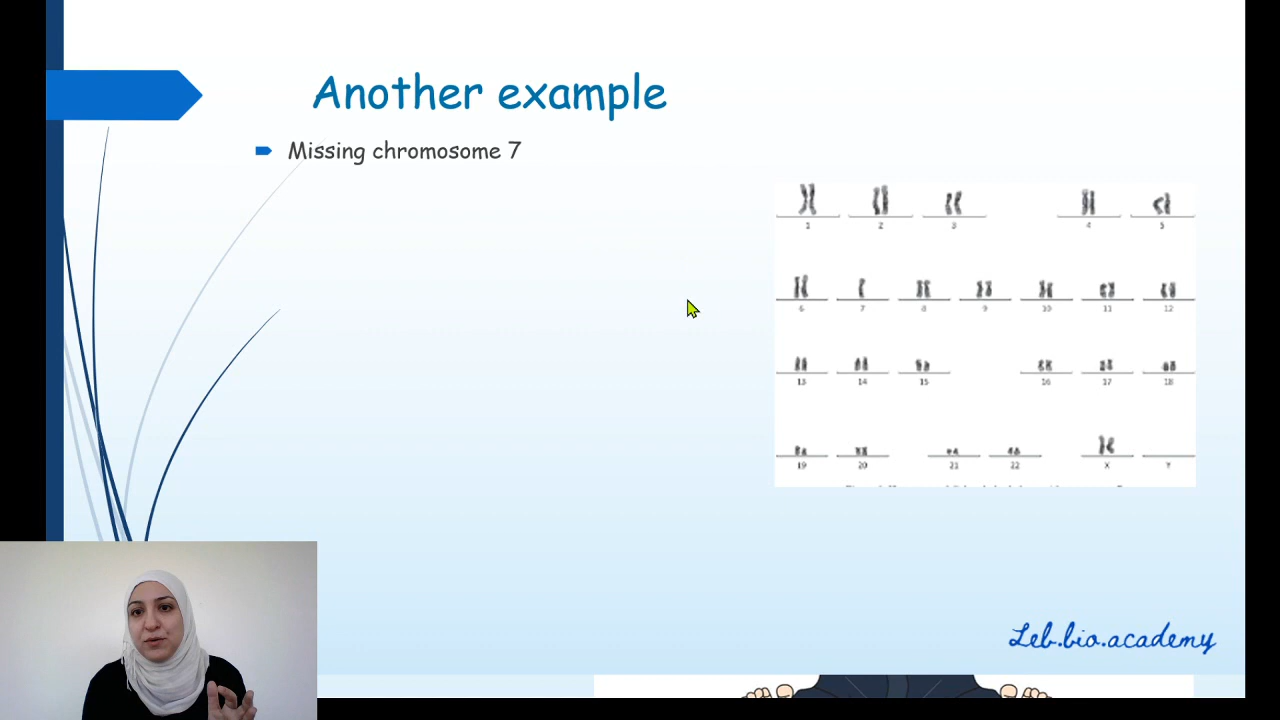 Another example
Missing chromosome 7
1 2 3 4 5
6 7 8 9 10 11 12
13 14 15 16 17 18
19 20 21 22 X Y
Leb.bio.academy